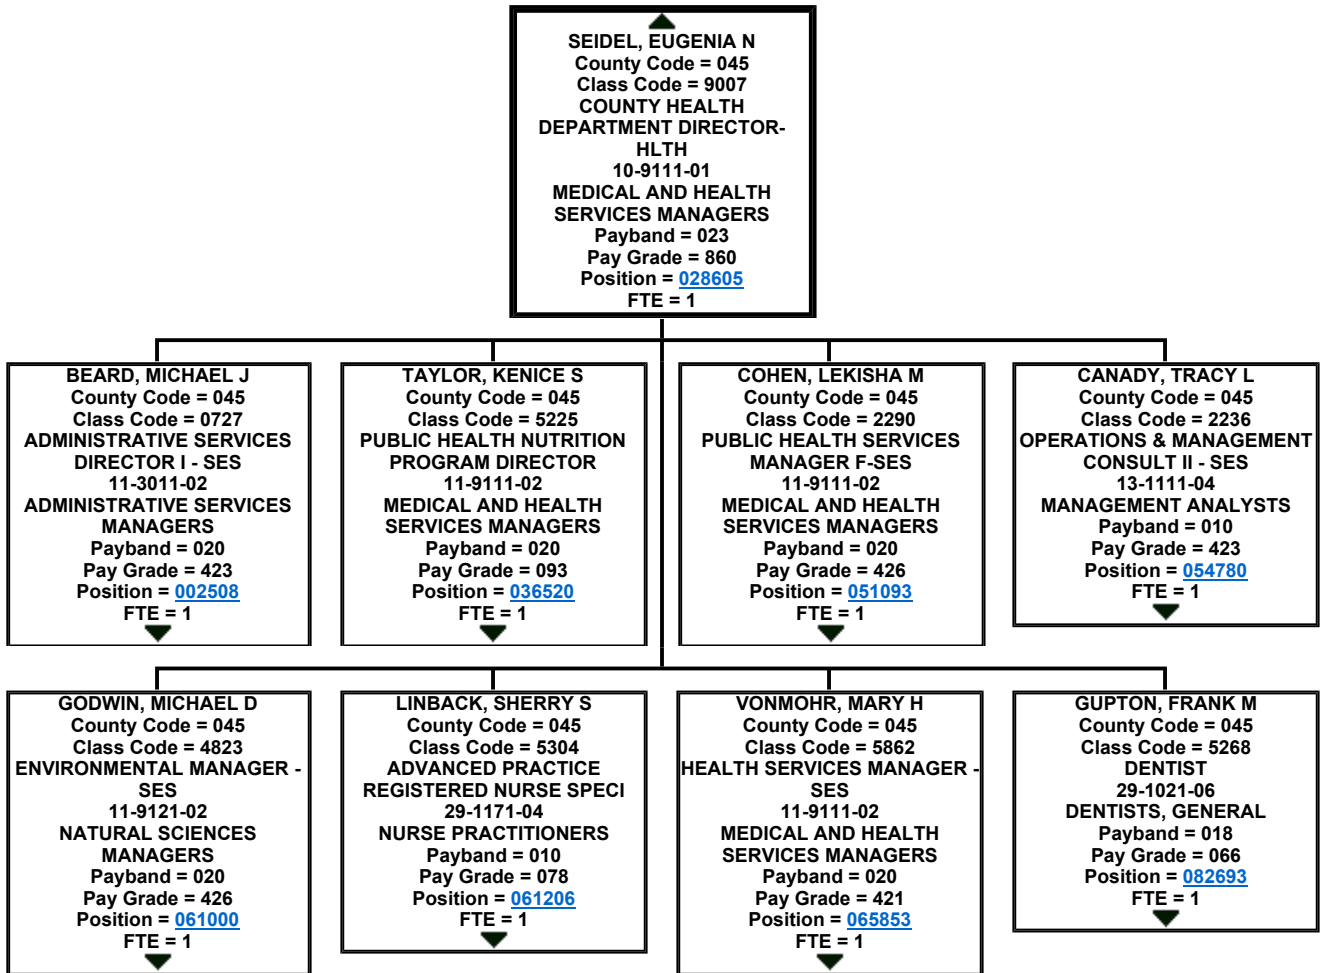 SEIDEL, EUGENIA N
County Code = 045
Class Code = 9007
COUNTY HEALTH
DEPARTMENT DIRECTOR-
HLTH
10-9111-01
MEDICAL AND HEALTH
SERVICES MANAGERS
Payband = 023
Pay Grade = 860
Position = 028605
FTE = 1
BEARD, MICHAEL J
County Code = 045
Class Code = 0727
ADMINISTRATIVE SERVICES
DIRECTOR I - SES
11-3011-02
ADMINISTRATIVE SERVICES
MANAGERS
Payband = 020
Pay Grade = 423
Position = 002508
FTE = 1
TAYLOR, KENICE S
County Code = 045
Class Code = 5225
PUBLIC HEALTH NUTRITION
PROGRAM DIRECTOR
11-9111-02
MEDICAL AND HEALTH
SERVICES MANAGERS
Payband = 020
Pay Grade = 093
Position = 036520
FTE = 1
COHEN, LEKISHA M
County Code = 045
Class Code = 2290
PUBLIC HEALTH SERVICES
MANAGER F-SES
11-9111-02
MEDICAL AND HEALTH
SERVICES MANAGERS
Payband = 020
Pay Grade = 426
Position = 051093
FTE = 1
CANADY, TRACY L
County Code = 045
Class Code = 2236
OPERATIONS & MANAGEMENT
CONSULT II - SES
13-1111-04
MANAGEMENT ANALYSTS
Payband = 010
Pay Grade = 423
Position = 054780
FTE = 1
GODWIN, MICHAEL D
County Code = 045
Class Code = 4823
ENVIRONMENTAL MANAGER -
SES
11-9121-02
NATURAL SCIENCES
MANAGERS
Payband = 020
Pay Grade = 426
Position = 061000
FTE = 1
LINBACK, SHERRY S
County Code = 045
Class Code = 5304
ADVANCED PRACTICE
REGISTERED NURSE SPECI
29-1171-04
NURSE PRACTITIONERS
Payband = 010
Pay Grade = 078
Position = 061206
FTE = 1
VONMOHR, MARY H
County Code = 045
Class Code = 5862
HEALTH SERVICES MANAGER -
SES
11-9111-02
MEDICAL AND HEALTH
SERVICES MANAGERS
Payband = 020
Pay Grade = 421
Position = 065853
FTE = 1
GUPTON, FRANK M
County Code = 045
Class Code = 5268
DENTIST
29-1021-06
DENTISTS, GENERAL
Payband = 018
Pay Grade = 066
Position = 082693
FTE = 1